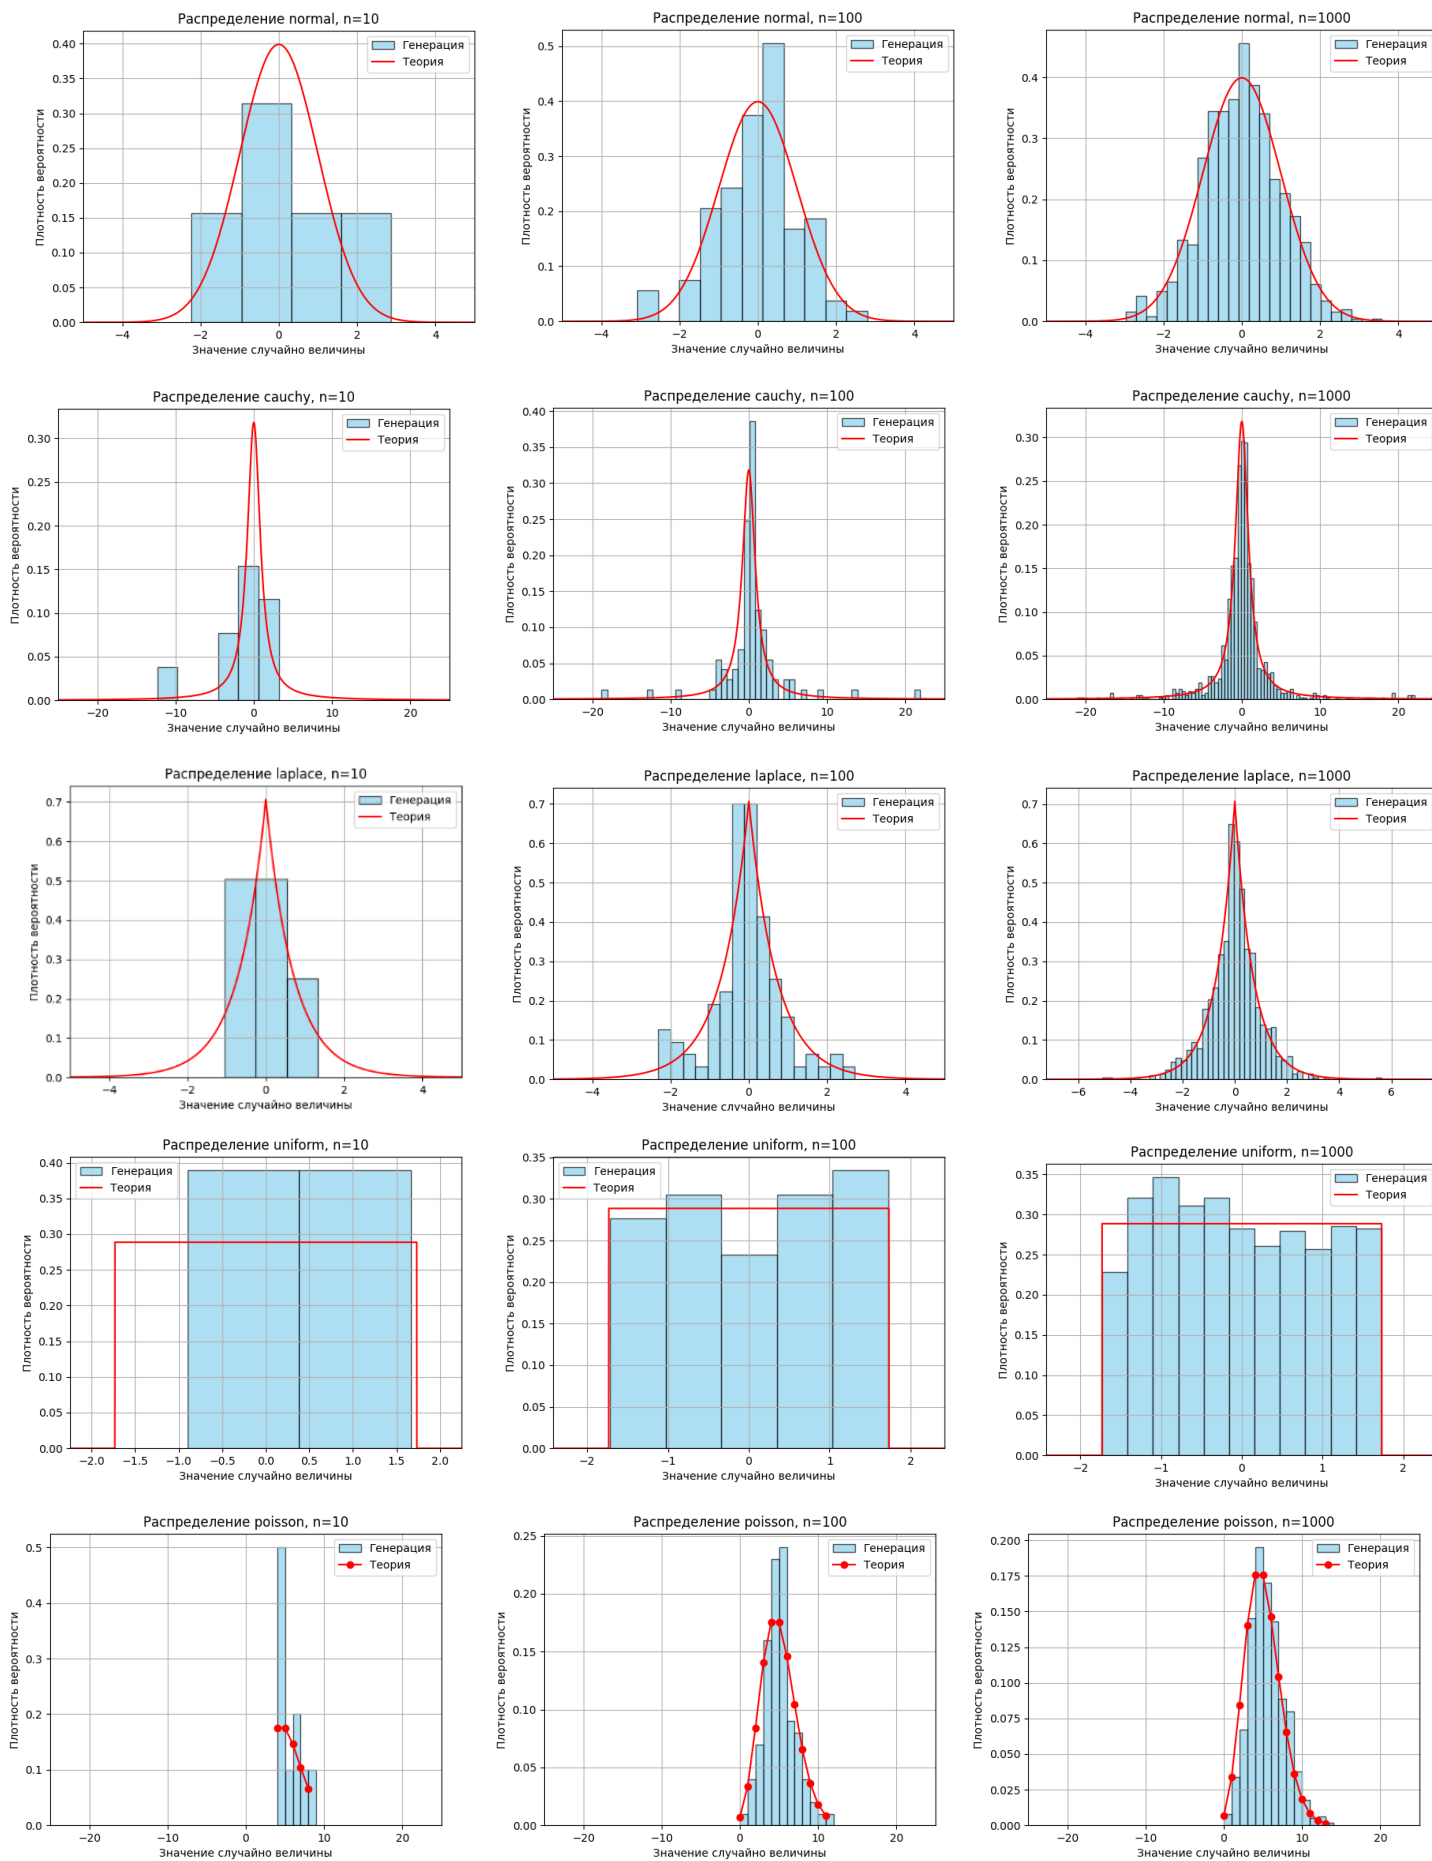 Распределение normal, n=10
Плотность вероятности
0.40
0.35
0.30
0.25
0.20
0.15
0.10
0.05
0.00
Генерация
Теория
−4 −2 0 2 4
Значение случайно величины
Распределение normal, n=100
Плотность вероятности
0.5
0.4
0.3
0.2
0.1
0.0
Генерация
Теория
−4 −2 0 2 4
Значение случайно величины
Распределение normal, n=1000
Плотность вероятности
0.4
0.3
0.2
0.1
0.0
Генерация
Теория
−4 −2 0 2 4
Значение случайно величины
Распределение cauchy, n=10
Плотность вероятности
0.30
0.25
0.20
0.15
0.10
0.05
0.00
Генерация
Теория
−20 −10 0 10 20
Значение случайно величины
Распределение cauchy, n=100
Плотность вероятности
0.40
0.35
0.30
0.25
0.20
0.15
0.10
0.05
0.00
Генерация
Теория
−20 −10 0 10 20
Значение случайно величины
Распределение cauchy, n=1000
Плотность вероятности
0.30
0.25
0.20
0.15
0.10
0.05
0.00
Генерация
Теория
−20 −10 0 10 20
Значение случайно величины
Распределение laplace, n=10
Плотность вероятности
0.7
0.6
0.5
0.4
0.3
0.2
0.1
0.0
Генерация
Теория
−4 −2 0 2 4
Значение случайно величины
Распределение laplace, n=100
Плотность вероятности
0.7
0.6
0.5
0.4
0.3
0.2
0.1
0.0
Генерация
Теория
−4 −2 0 2 4
Значение случайно величины
Распределение laplace, n=1000
Плотность вероятности
0.7
0.6
0.5
0.4
0.3
0.2
0.1
0.0
Генерация
Теория
−6 −4 −2 0 2 4 6
Значение случайно величины
Распределение uniform, n=10
Плотность вероятности
0.40
0.35
0.30
0.25
0.20
0.15
0.10
0.05
0.00
Генерация
Теория
−2.0 −1.5 −1.0 −0.5 0.0 0.5 1.0 1.5 2.0
Значение случайно величины
Распределение uniform, n=100
Плотность вероятности
0.35
0.30
0.25
0.20
0.15
0.10
0.05
0.00
Генерация
Теория
−2 −1 0 1 2
Значение случайно величины
Распределение uniform, n=1000
Плотность вероятности
0.35
0.30
0.25
0.20
0.15
0.10
0.05
0.00
Генерация
Теория
−2 −1 0 1 2
Значение случайно величины
Распределение poisson, n=10
Плотность вероятности
0.5
0.4
0.3
0.2
0.1
0.0
Генерация
Теория
−20 −10 0 10 20
Значение случайно величины
Распределение poisson, n=100
Плотность вероятности
0.25
0.20
0.15
0.10
0.05
0.00
Генерация
Теория
−20 −10 0 10 20
Значение случайно величины
Распределение poisson, n=1000
Плотность вероятности
0.200
0.175
0.150
0.125
0.100
0.075
0.050
0.025
0.000
Генерация
Теория
−20 −10 0 10 20
Значение случайно величины